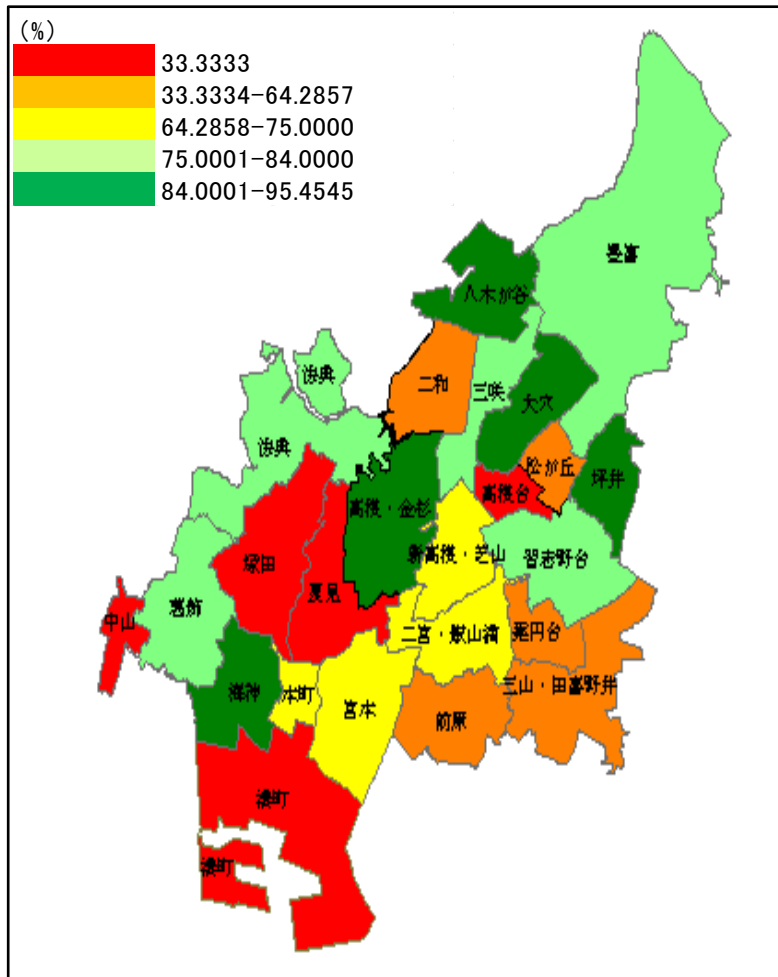 (%)
33.3333
33.3334-64.2857
64.2858-75.0000
75.0001-84.0000
84.0001-95.4545
豊富
八木が谷
法典
二和
三咲
大穴
法典
松が丘
坪井
高根台
高根・金杉
新高根・芝山
習志野台
塚田
夏見
葛飾
中山
二宮・飯山満
薬円台
三山・田喜野井
海神
本町
宮本
前原
湊町
湊町